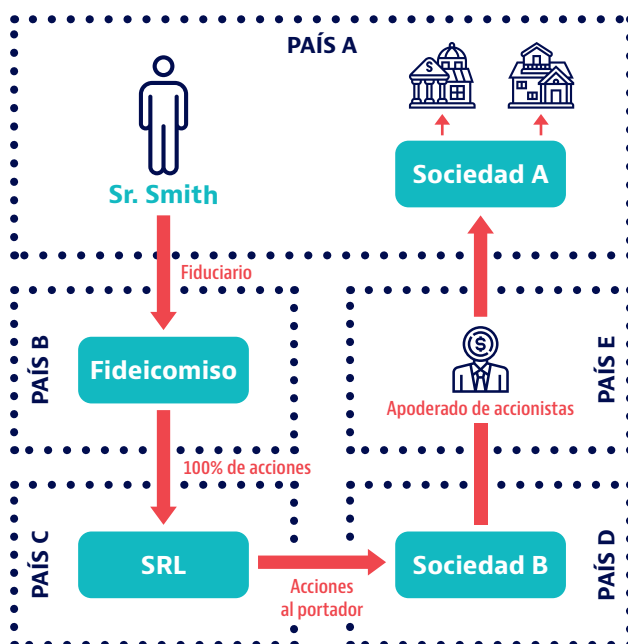 PAÍS A
$
Sr. Smith
Sociedad A
Fiduciario
PAÍS B
Fideicomiso
PAÍS E
$
Apoderado de accionistas
100% de acciones
PAÍS C
SRL
Acciones
al portador
Sociedad B
PAÍS D